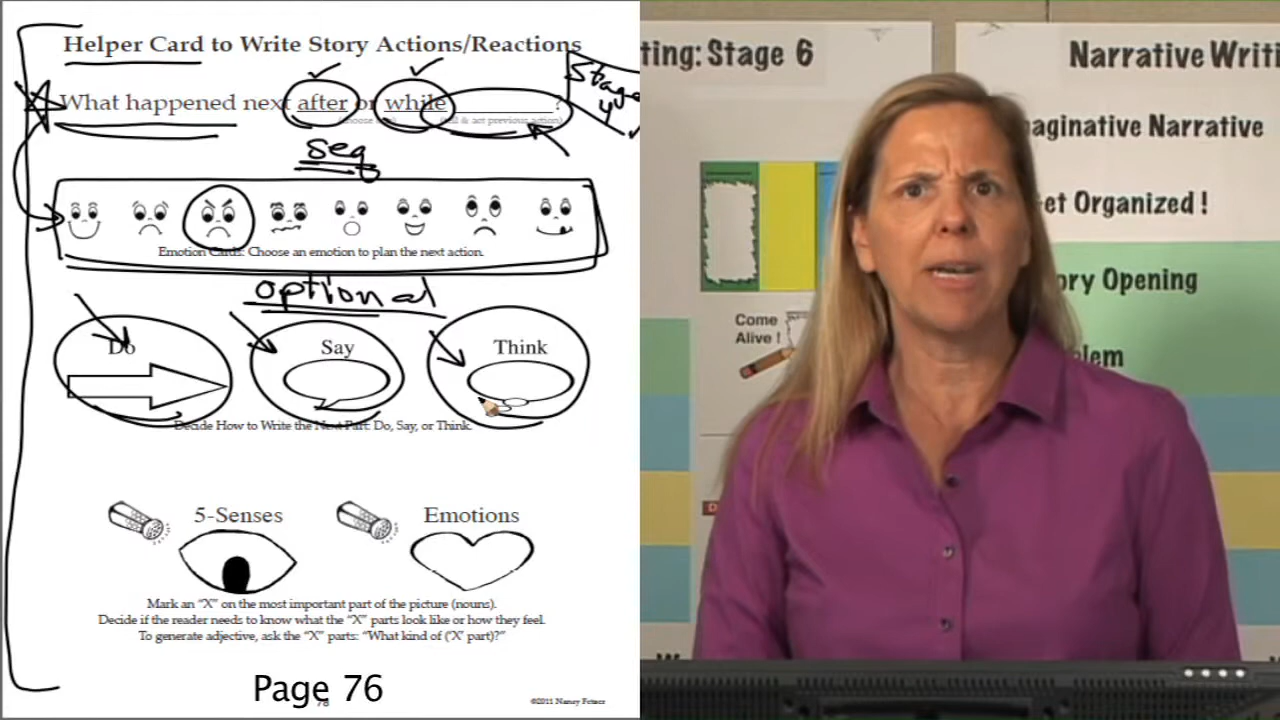 Helper Card to Write Story Actions/Reactions
Stage 4
What happened next after or while ____________?
seq
Emotion Cards: Choose an emotion to plan the next action.
optional
Do Say Think
Decide How to Write the Next Part: Do, Say, or Think.
5-Senses Emotions
Mark an "X" on the most important part of the picture (nouns).
Decide if the reader needs to know what the "X" parts look like or how they feel.
To generate adjective, ask the "X" parts: "What kind of ('X' part)?"
Page 76
©2011 Nancy Fetzer
ting: Stage 6
Narrative Writi
aginative Narrative
et Organized !
ory Opening
Come
Alive !
lem